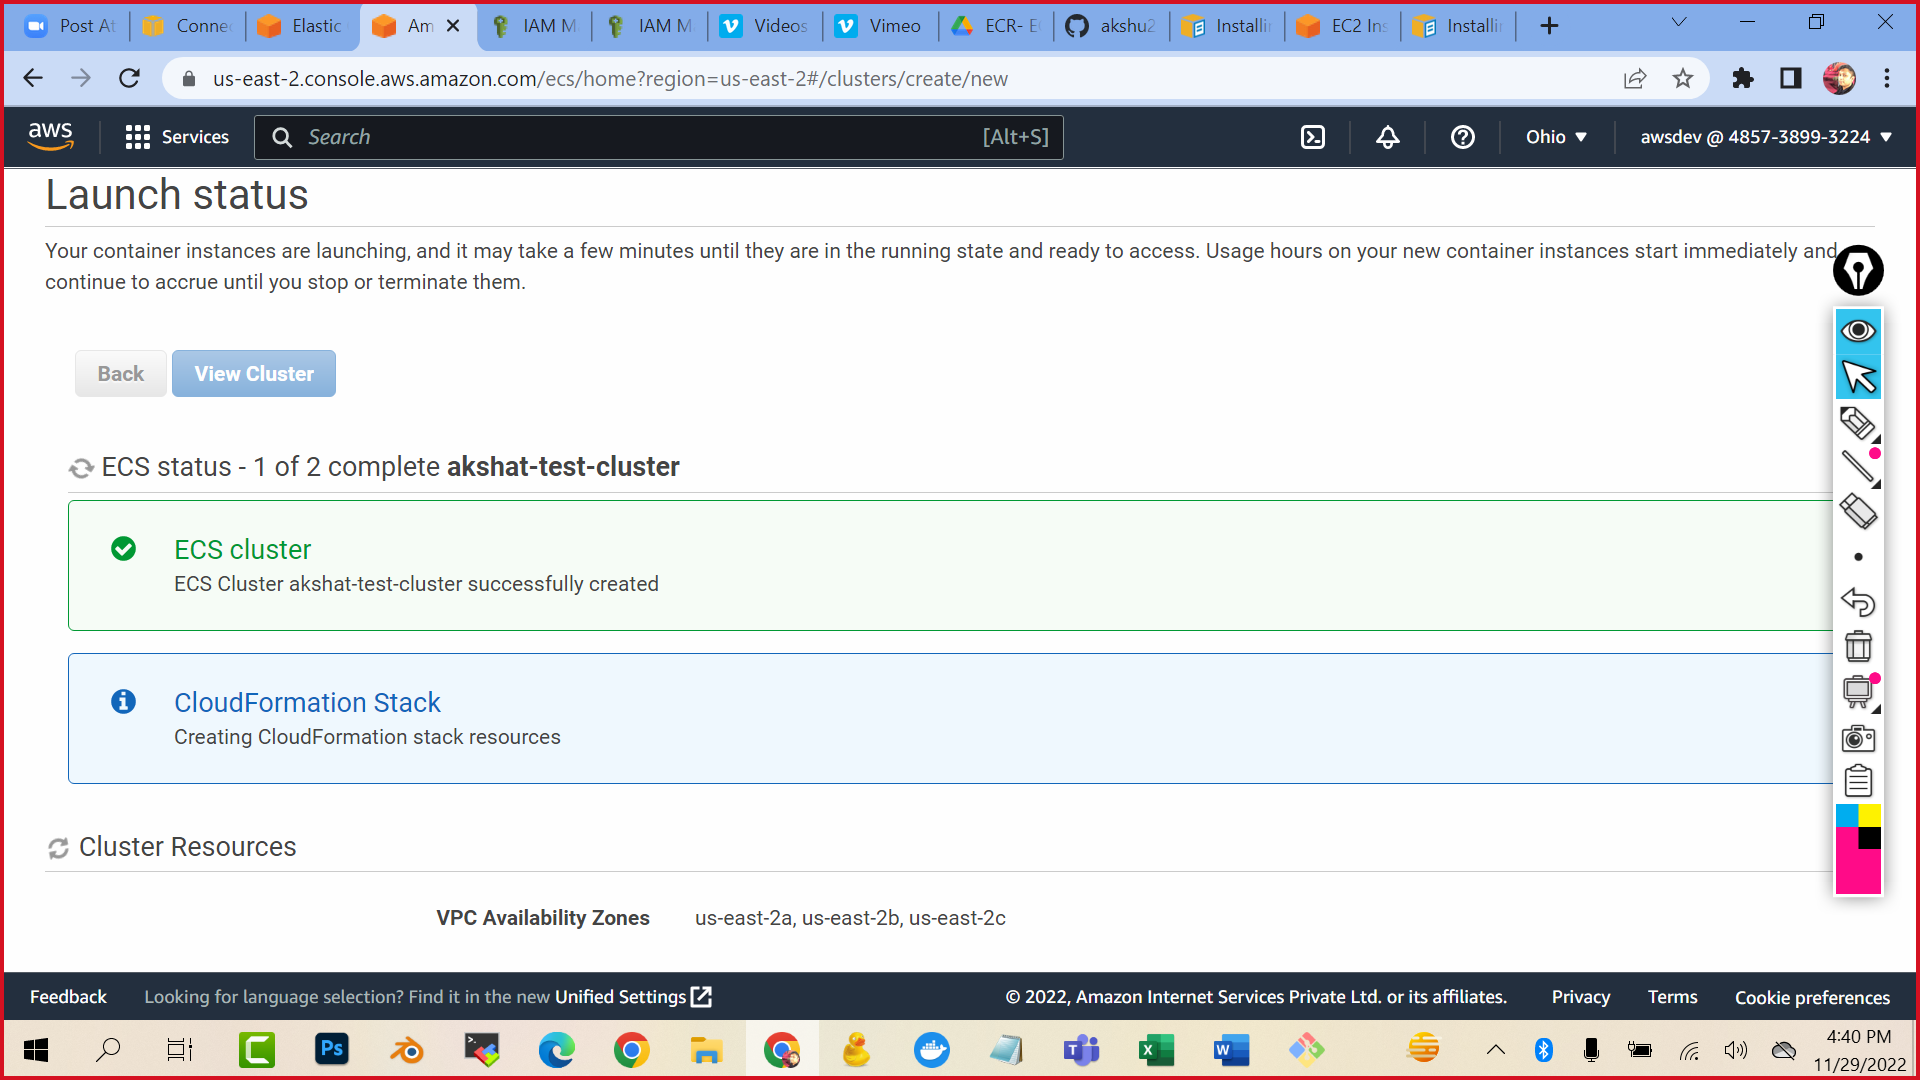 Post At
Connec
Elastic
Am
IAM M
IAM M
Videos
Vimeo
ECR- E
akshu2
Installin
EC2 Ins
Installin
us-east-2.console.aws.amazon.com/ecs/home?region=us-east-2#/clusters/create/new
aws
Services
Search
[Alt+S]
Ohio
awsdev @ 4857-3899-3224
Launch status
Your container instances are launching, and it may take a few minutes until they are in the running state and ready to access. Usage hours on your new container instances start immediately and
continue to accrue until you stop or terminate them.
Back
View Cluster
ECS status - 1 of 2 complete akshat-test-cluster
ECS cluster
ECS Cluster akshat-test-cluster successfully created
CloudFormation Stack
Creating CloudFormation stack resources
Cluster Resources
VPC Availability Zones us-east-2a, us-east-2b, us-east-2c
Feedback
Looking for language selection? Find it in the new Unified Settings
© 2022, Amazon Internet Services Private Ltd. or its affiliates.
Privacy
Terms
Cookie preferences
Ps
4:40 PM
11/29/2022